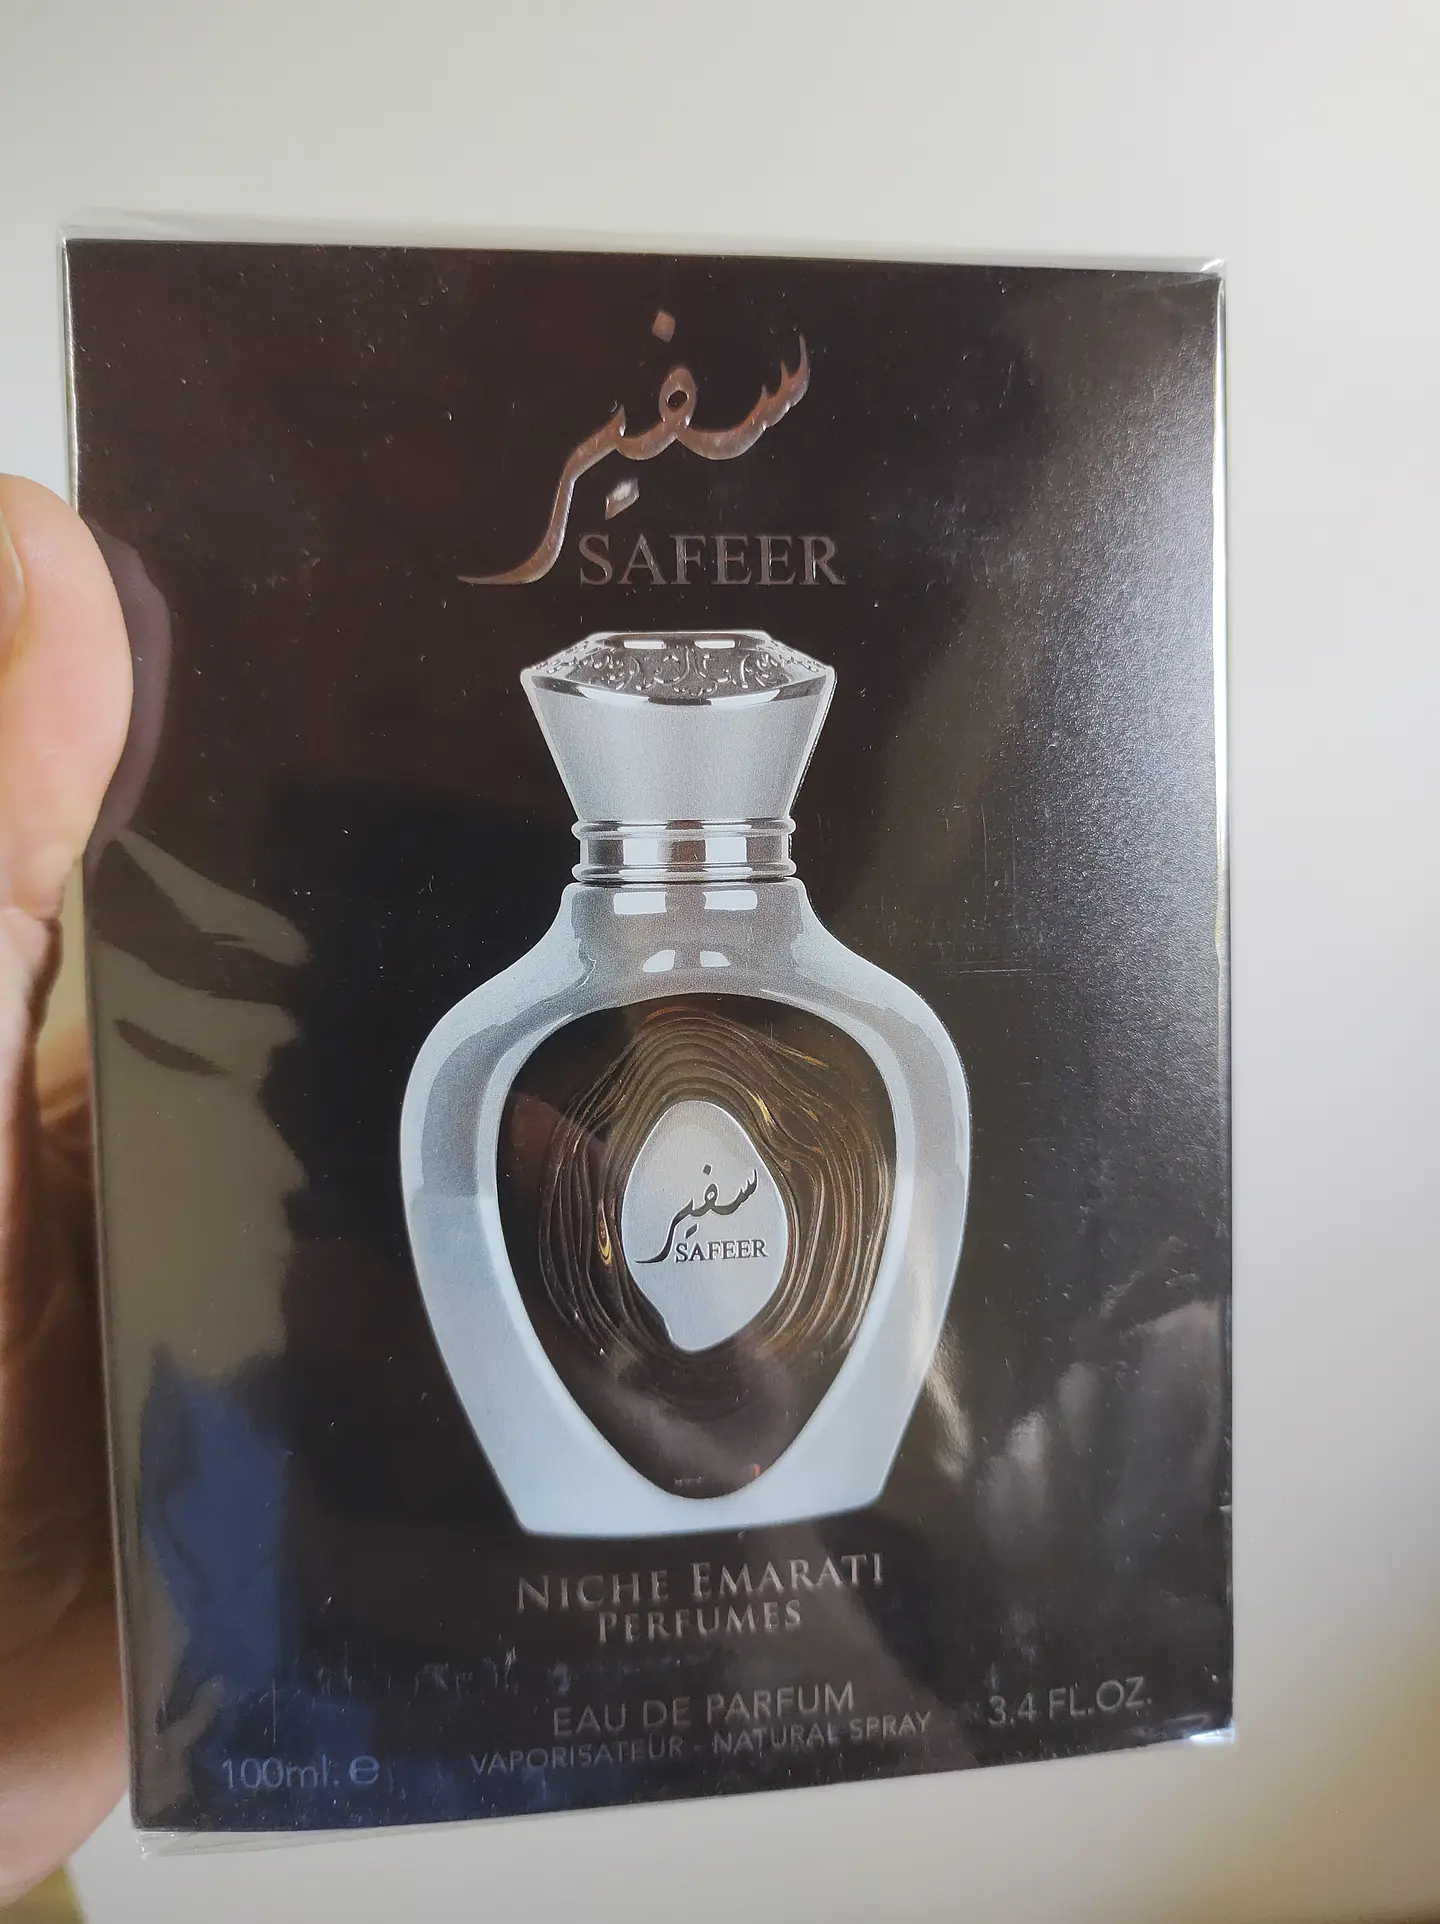 سفير
SAFEER
سفير
SAFEER
NICHE EMARATI
PERFUMES
EAU DE PARFUM
VAPORISATEUR - NATURAL SPRAY
100ml. e
3.4 FL.OZ.